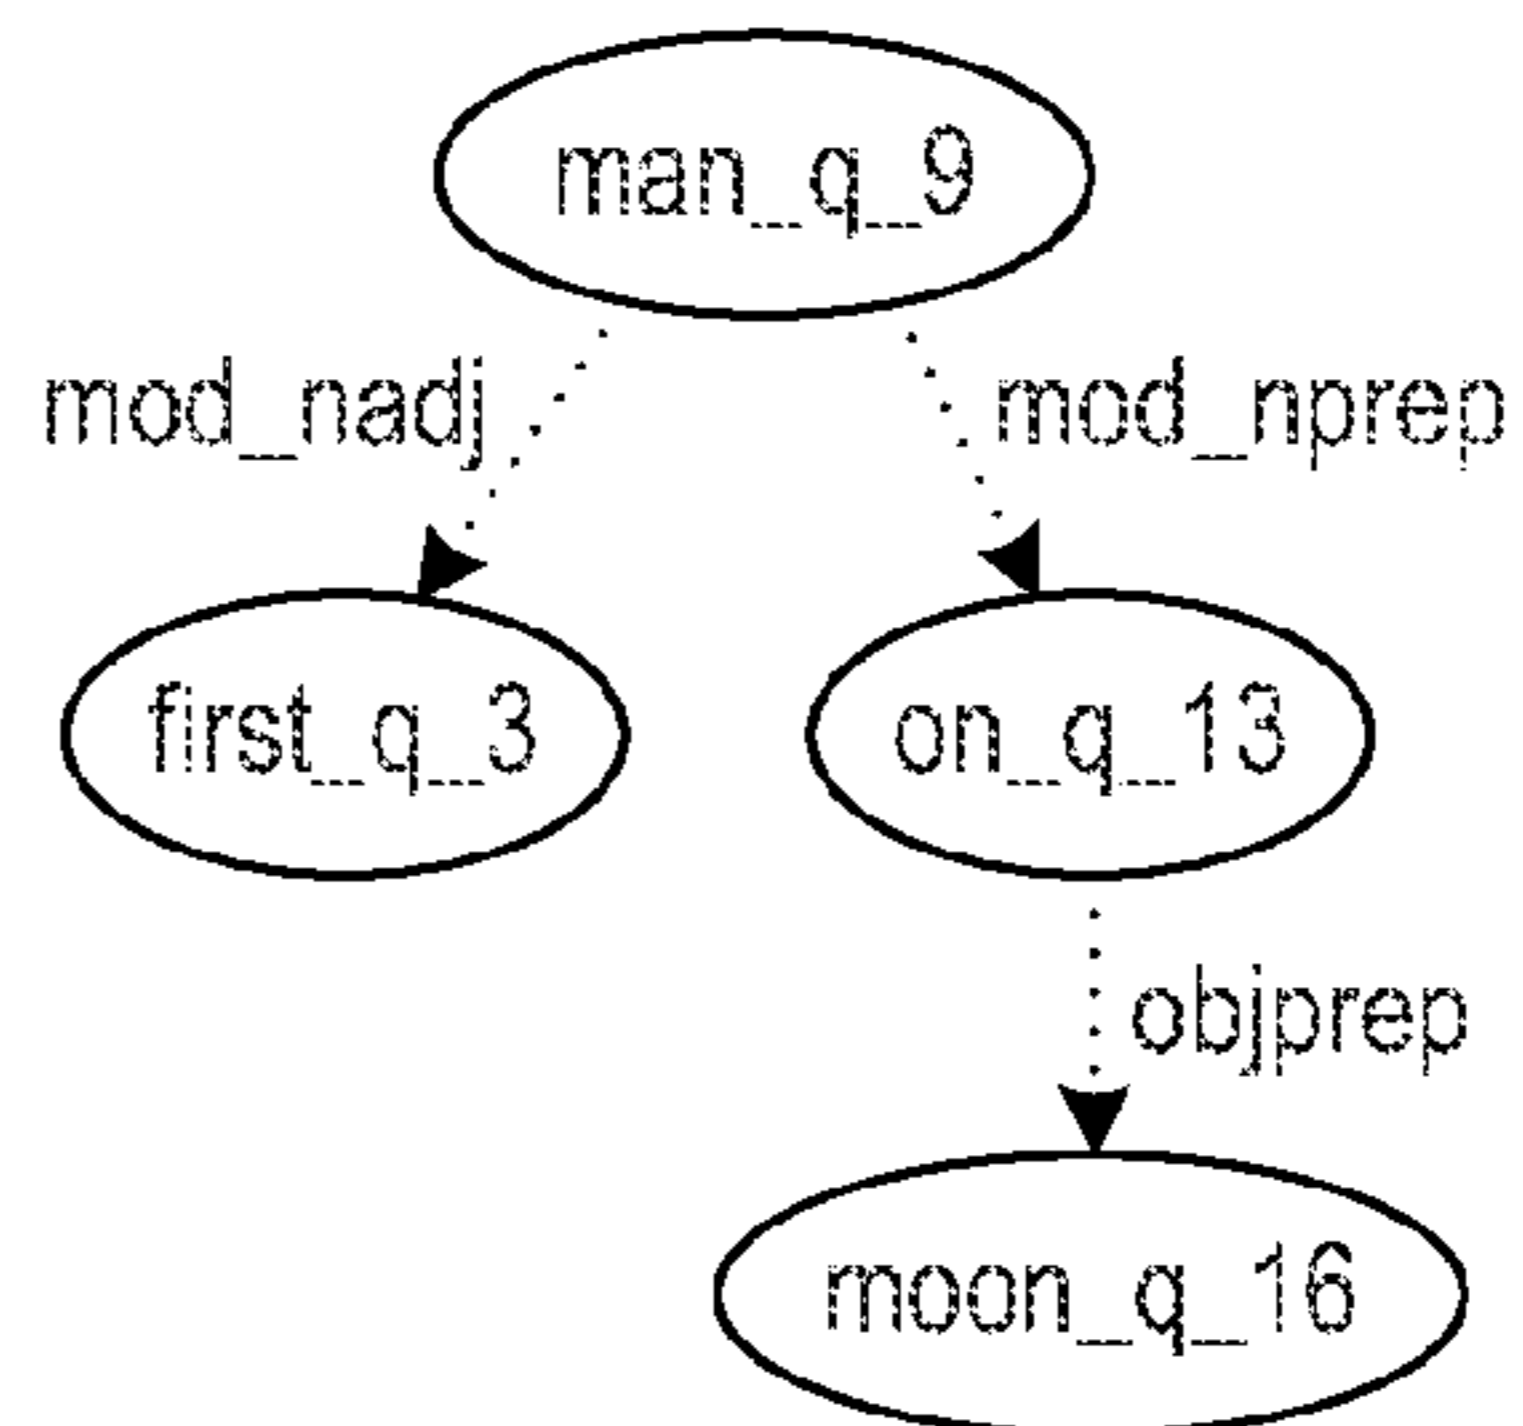 man_q_9
mod_nadj
mod_nprep
first_q_3
on_q_13
objprep
moon_q_16